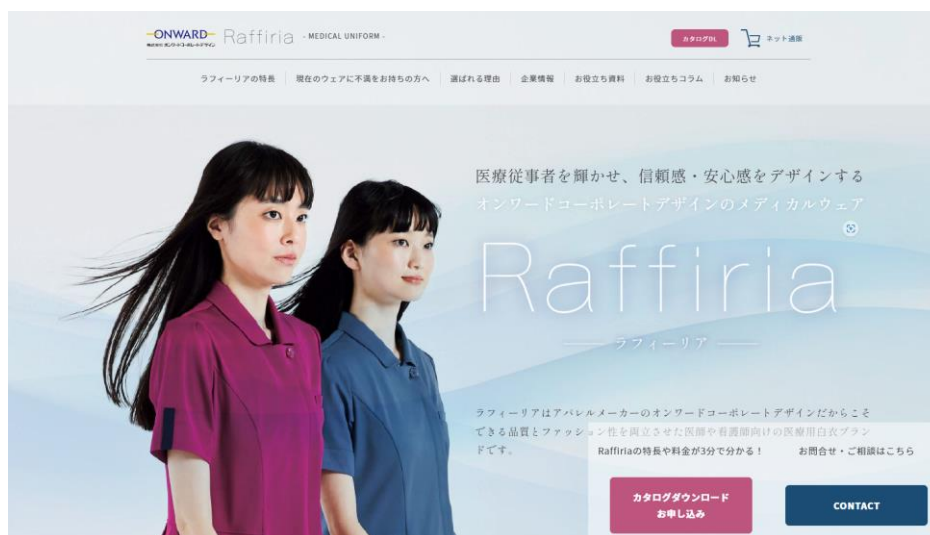 ONWARD
株式会社 オンワードコーポレートデザイン
Raffiria - MEDICAL UNIFORM -
カタログDL
ネット通販
ラフィーリアの特長
現在のウェアに不満をお持ちの方へ
選ばれる理由
企業情報
お役立ち資料
お役立ちコラム
お知らせ
医療従事者を輝かせ、信頼感・安心感をデザインする
オンワードコーポレートデザインのメディカルウェア
Raffiria
ラフィーリア
ラフィーリアはアパレルメーカーのオンワードコーポレートデザインだからこそ
できる品質とファッション性を両立させた医師や看護師向けの医療用白衣ブラン
ドです。
Raffiriaの特長や料金が3分で分かる！
お問合せ・ご相談はこちら
カタログダウンロード
お申し込み
CONTACT